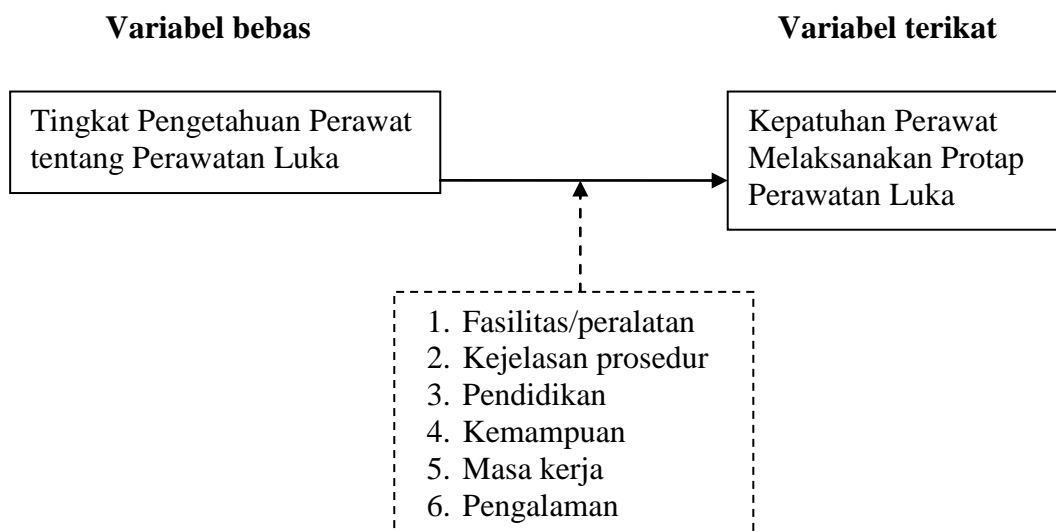 Variabel bebas
Variabel terikat
Tingkat Pengetahuan Perawat
tentang Perawatan Luka
Kepatuhan Perawat
Melaksanakan Protap
Perawatan Luka
1. Fasilitas/peralatan
2. Kejelasan prosedur
3. Pendidikan
4. Kemampuan
5. Masa kerja
6. Pengalaman